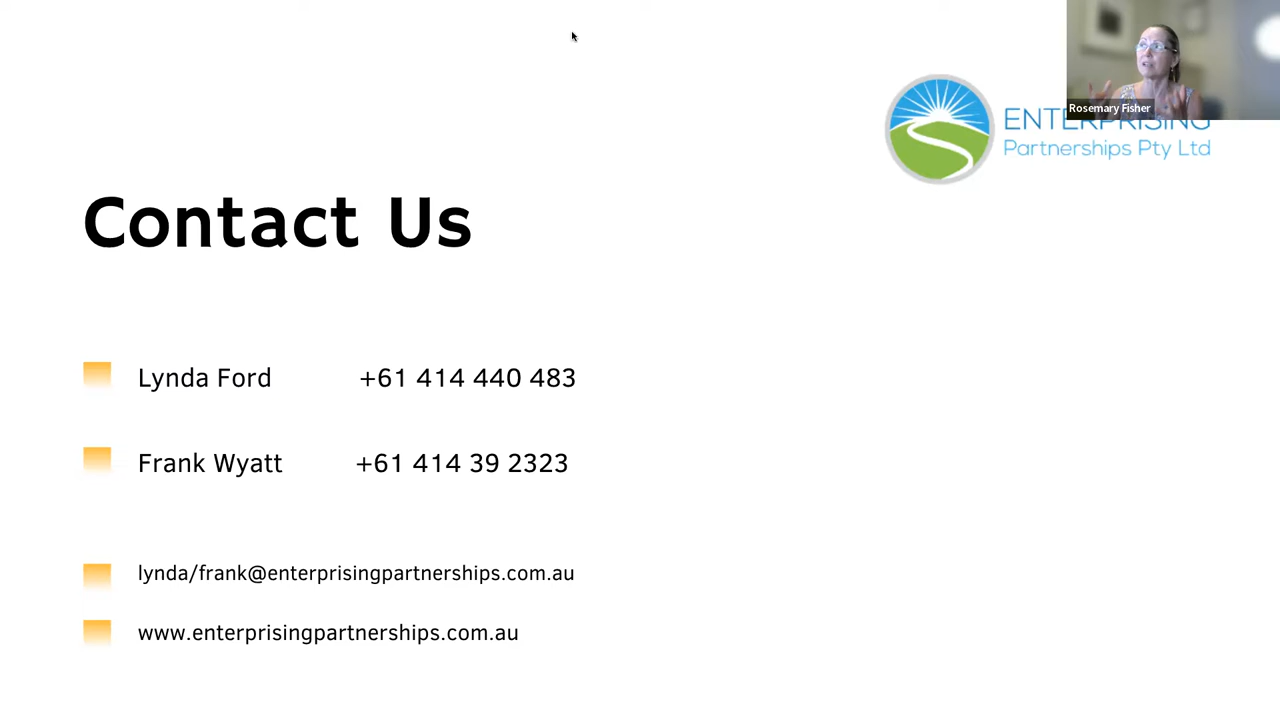 Rosemary Fisher
ENTERPRISING
Partnerships Pty Ltd
Contact Us
Lynda Ford +61 414 440 483
Frank Wyatt +61 414 39 2323
lynda/frank@enterprisingpartnerships.com.au
www.enterprisingpartnerships.com.au